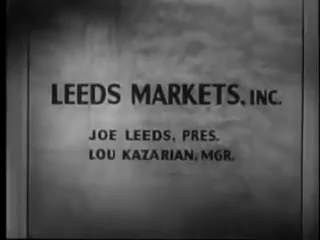 LEEDS MARKETS, INC.
JOE LEEDS, PRES.
LOU KAZARIAN, MGR.